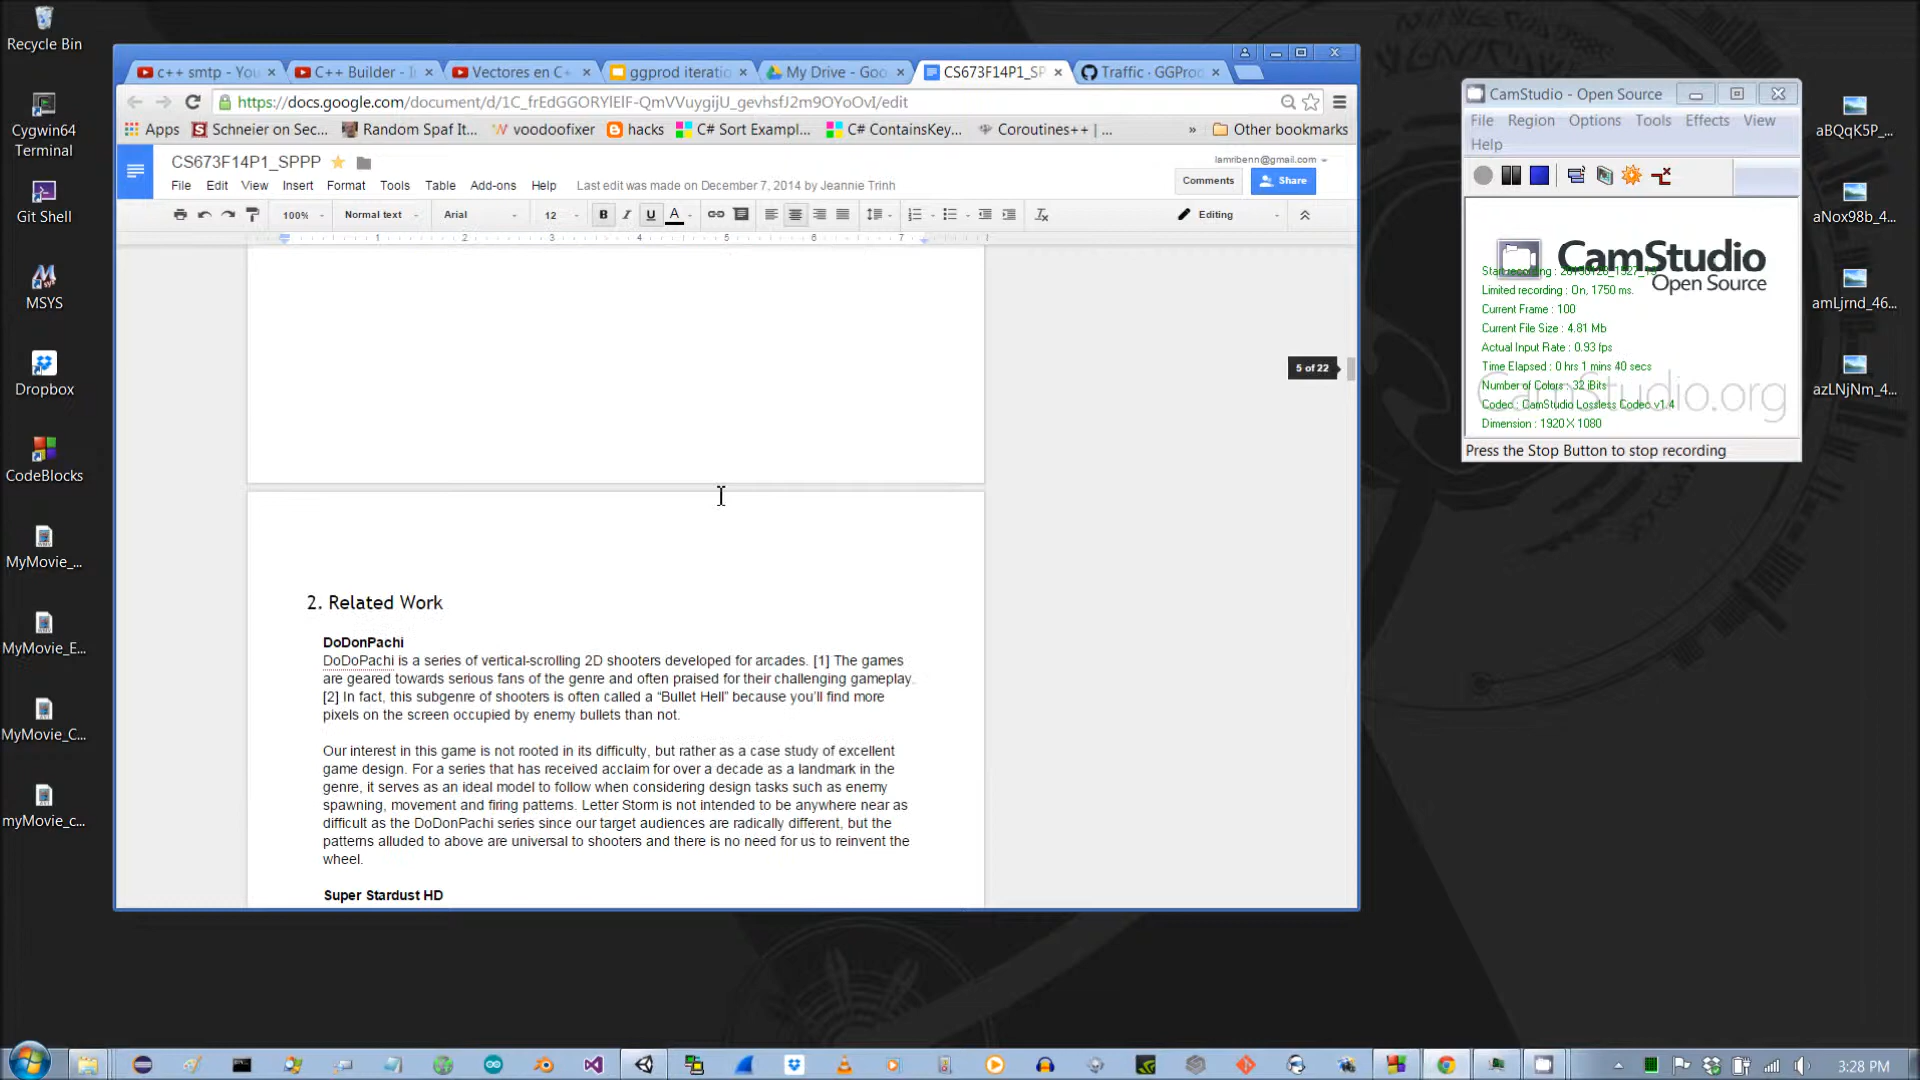 Recycle Bin
Cygwin64
Terminal
Git Shell
MSYS
Dropbox
CodeBlocks
MyMovie_...
MyMovie_E...
MyMovie_C...
myMovie_c...
c++ smtp - You
C++ Builder - I
Vectores en C+
ggprod iteratio
My Drive - Goo
CS673F14P1_SP
Traffic · GGPro
https://docs.google.com/document/d/1C_frEdGGORYlElF-QmVVuygijU_gevhsfJ2m9OYoOvI/edit
Apps
Schneier on Sec...
Random Spaf It...
voodoofixer
hacks
C# Sort Exampl...
C# ContainsKey...
Coroutines++ | ...
»
Other bookmarks
CS673F14P1_SPPP
lamribenn@gmail.com
File Edit View Insert Format Tools Table Add-ons Help
Last edit was made on December 7, 2014 by Jeannie Trinh
Comments
Share
100% Normal text Arial 12 B I U A
Editing
1 2 3 4 5 6 7
5 of 22
2. Related Work
DoDonPachi
DoDoPachi is a series of vertical-scrolling 2D shooters developed for arcades. [1] The games
are geared towards serious fans of the genre and often praised for their challenging gameplay.
[2] In fact, this subgenre of shooters is often called a “Bullet Hell” because you’ll find more
pixels on the screen occupied by enemy bullets than not.
Our interest in this game is not rooted in its difficulty, but rather as a case study of excellent
game design. For a series that has received acclaim for over a decade as a landmark in the
genre, it serves as an ideal model to follow when considering design tasks such as enemy
spawning, movement and firing patterns. Letter Storm is not intended to be anywhere near as
difficult as the DoDonPachi series since our target audiences are radically different, but the
patterns alluded to above are universal to shooters and there is no need for us to reinvent the
wheel.
Super Stardust HD
CamStudio - Open Source
File Region Options Tools Effects View
Help
CamStudio
Open Source
Start recording :
Limited recording : On, 1750 ms.
Current Frame : 100
Current File Size : 4.81 Mb
Actual Input Rate : 0.93 fps
Time Elapsed : 0 hrs 1 mins 40 secs
Number of Colors : 32 iBits
Codec : CamStudio Lossless Codec v1.4
Dimension : 1920 X 1080
CamStudio.org
Press the Stop Button to stop recording
aBQqK5P_...
aNox98b_4...
amLjrnd_46...
azLNjNm_4...
3:28 PM